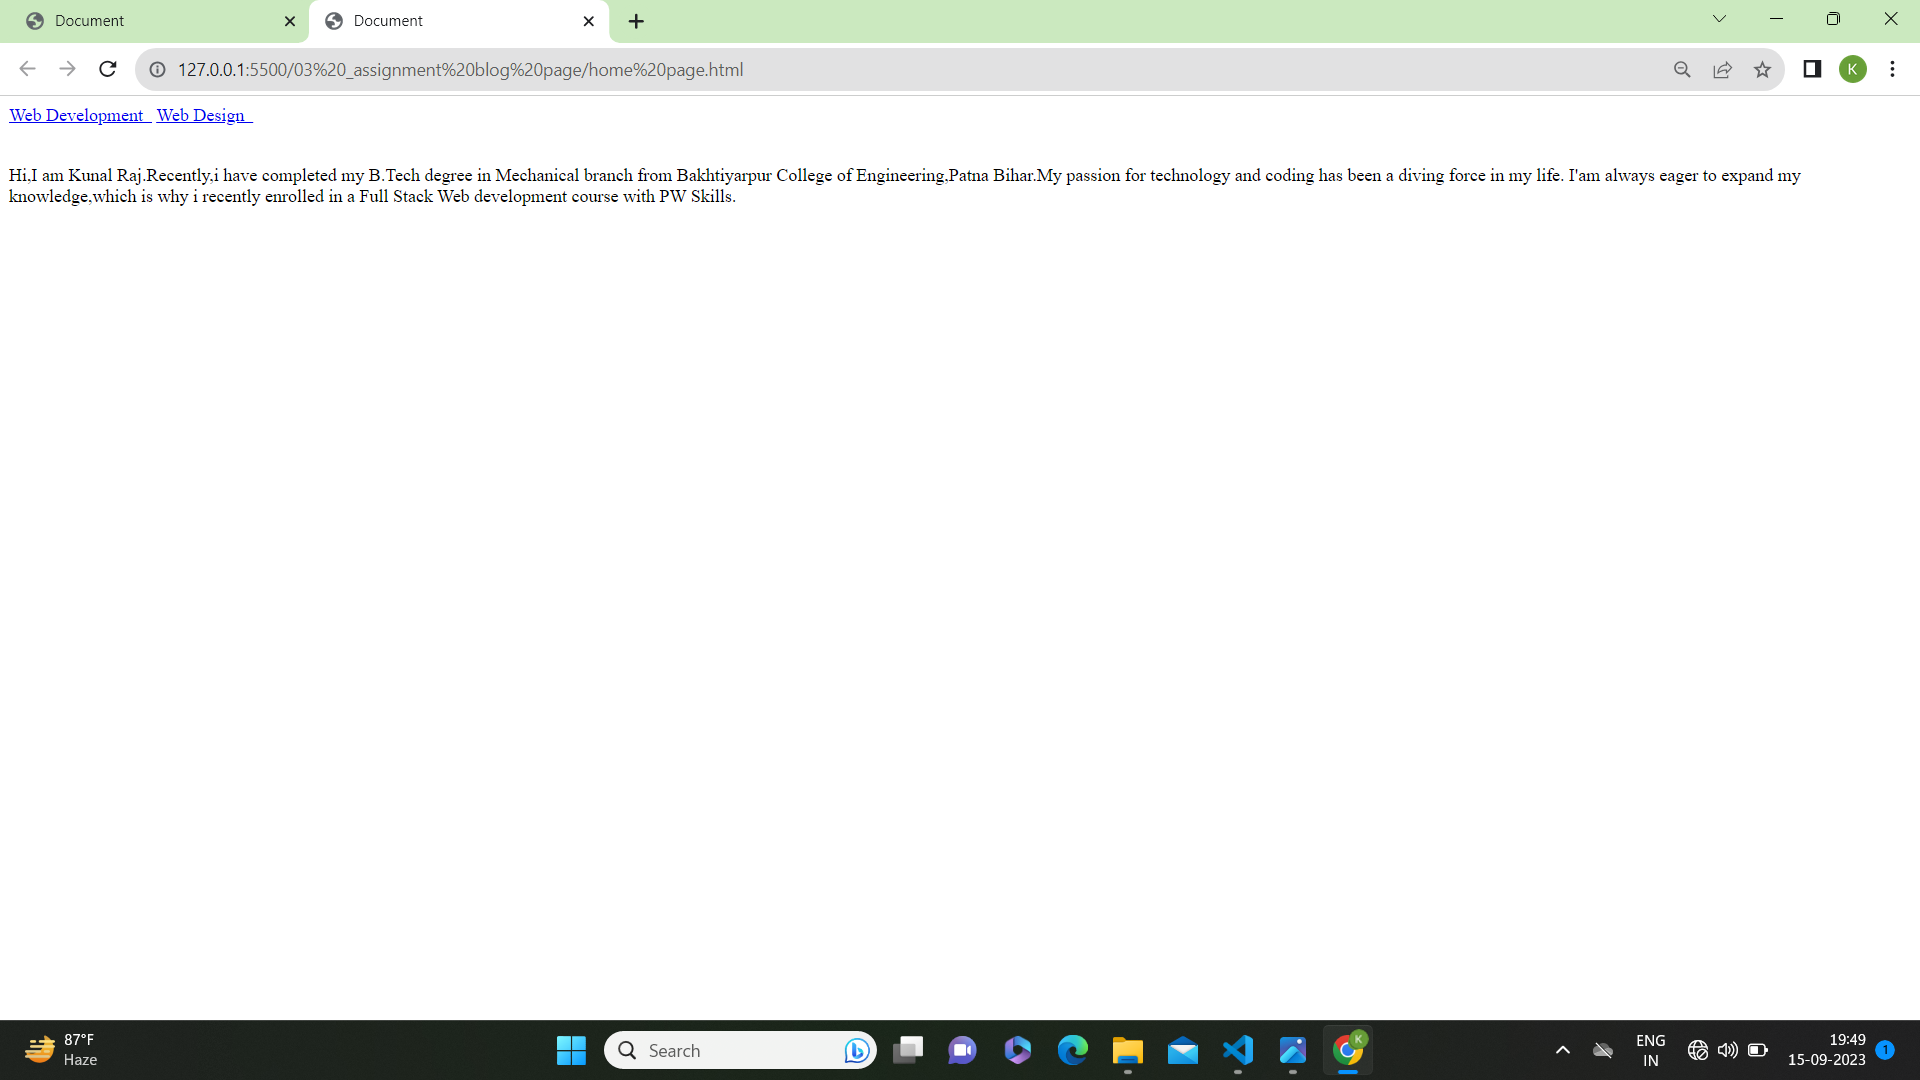 Document
Document
127.0.0.1:5500/03%20_assignment%20blog%20page/home%20page.html
K
Web Development  Web Design
Hi,I am Kunal Raj.Recently,i have completed my B.Tech degree in Mechanical branch from Bakhtiyarpur College of Engineering,Patna Bihar.My passion for technology and coding has been a diving force in my life. I'am always eager to expand my
knowledge,which is why i recently enrolled in a Full Stack Web development course with PW Skills.
87°F
Haze
Search
K
ENG
IN
19:49
15-09-2023
1